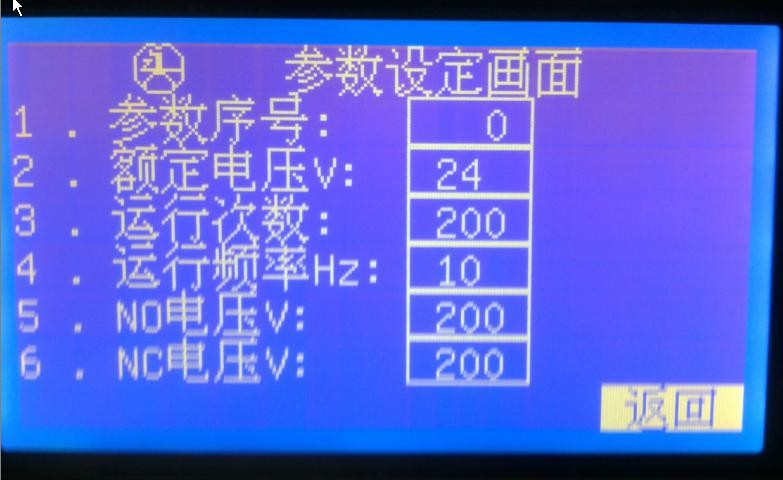 参数设定画面
1．参数序号: 0
2．额定电压V: 24
3．运行次数: 200
4．运行频率Hz: 10
5．NO电压V: 200
6．NC电压V: 200
返回